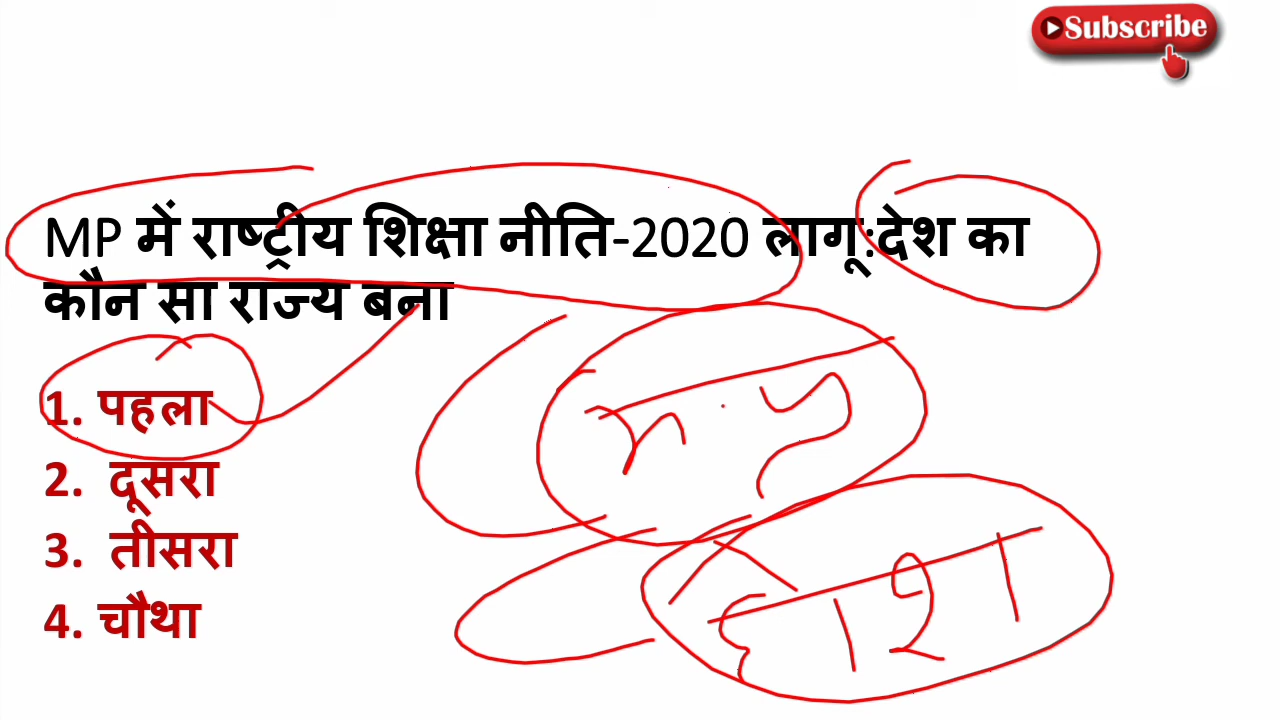 Subscribe
MP में राष्ट्रीय शिक्षा नीति-2020 लागू:देश का
कौन सा राज्य बना
1. पहला
2. दूसरा
3. तीसरा
4. चौथा